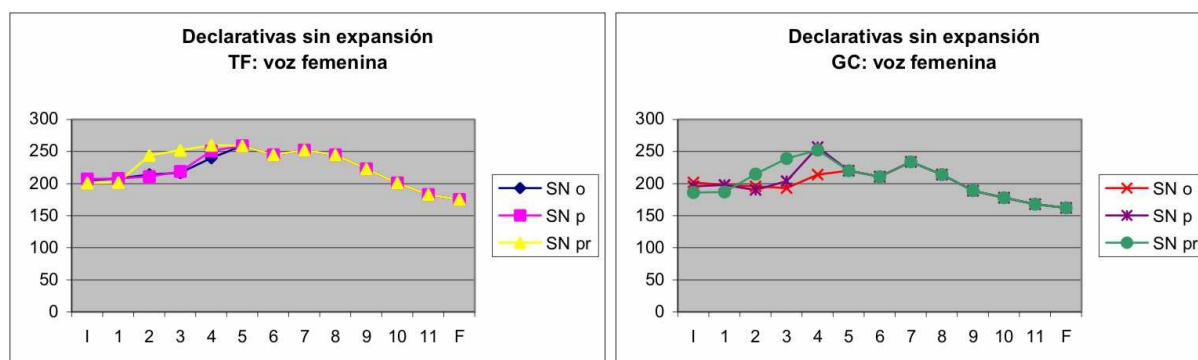 Declarativas sin expansión
TF: voz femenina
300
250
200
150
100
50
0
I 1 2 3 4 5 6 7 8 9 10 11 F
SN o
SN p
SN pr
Declarativas sin expansión
GC: voz femenina
300
250
200
150
100
50
0
I 1 2 3 4 5 6 7 8 9 10 11 F
SN o
SN p
SN pr